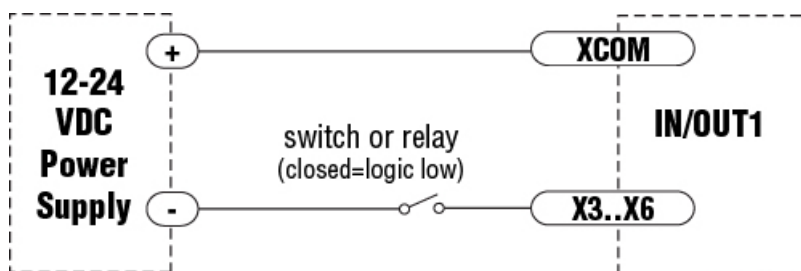 +
XCOM
12-24
VDC
Power
Supply
IN/OUT1
switch or relay
(closed=logic low)
-
X3..X6